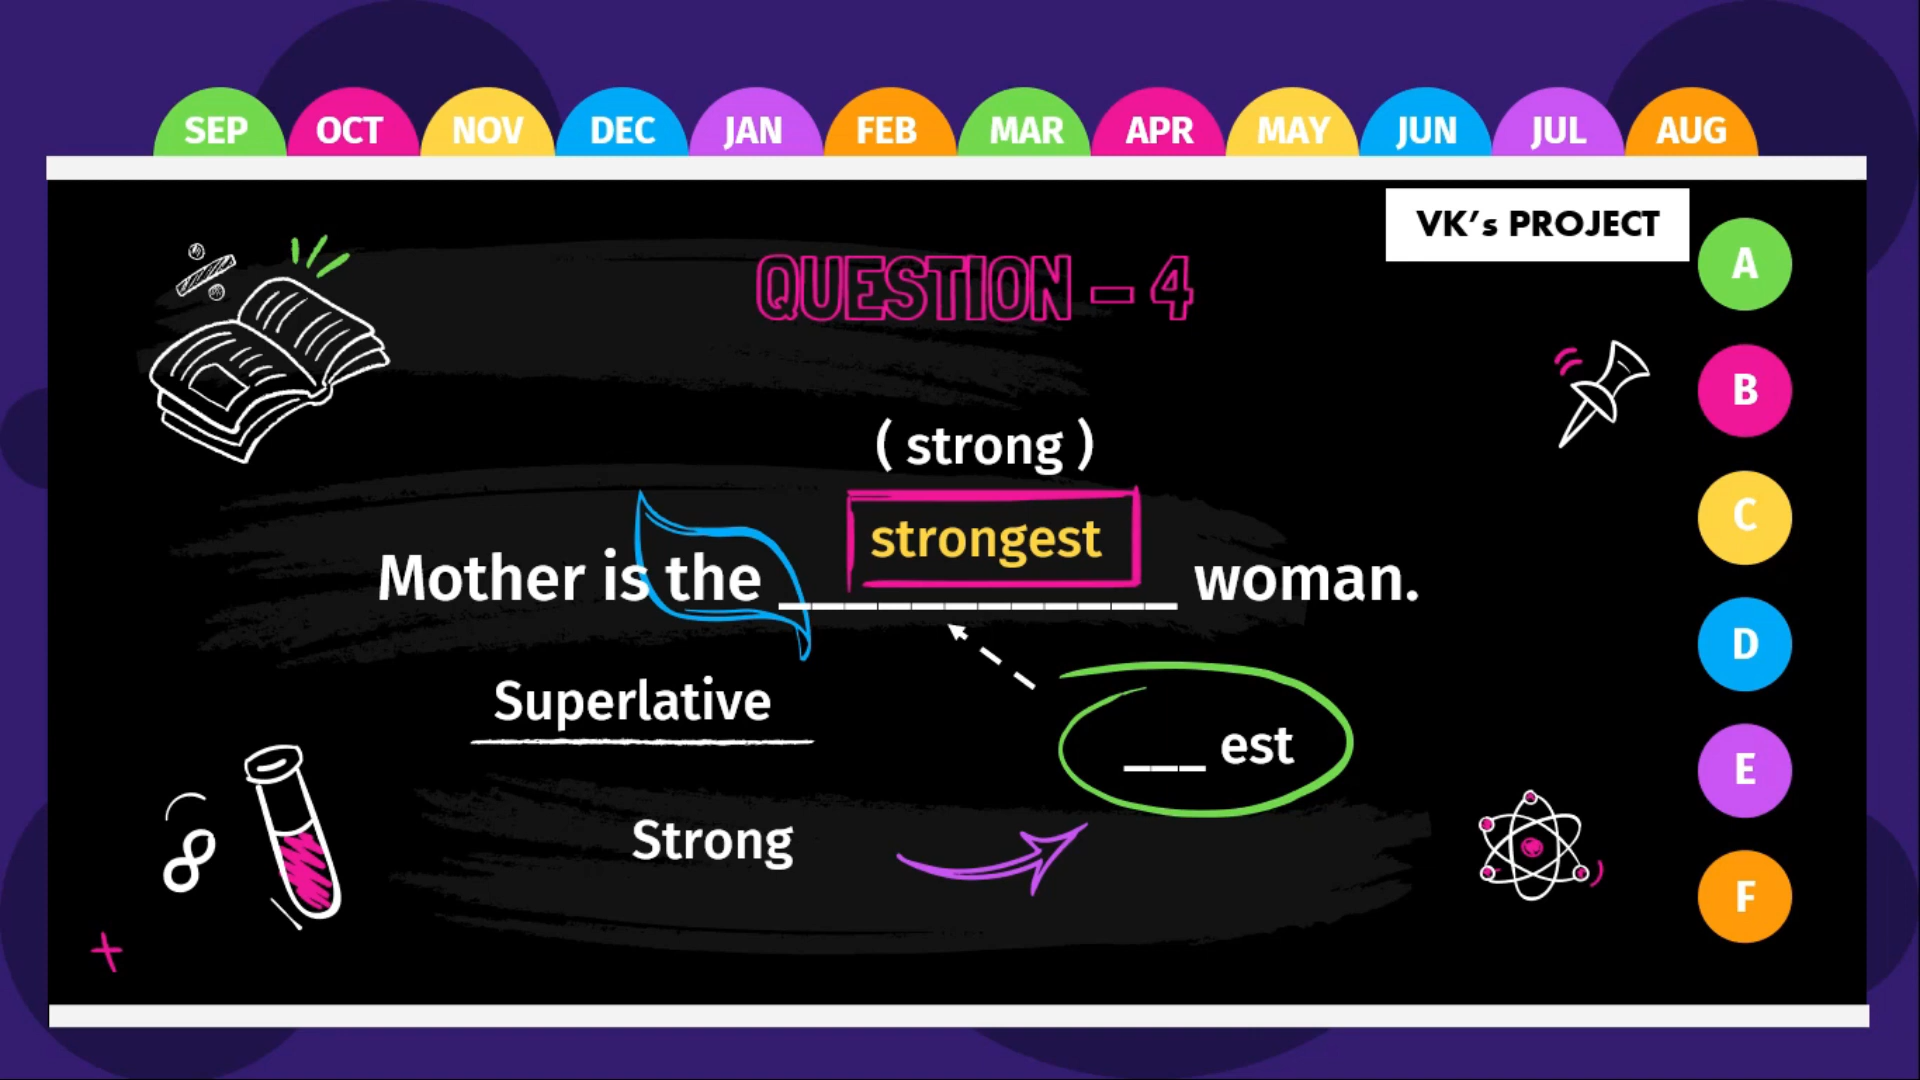 SEP OCT NOV DEC JAN FEB MAR APR MAY JUN JUL AUG
VK's PROJECT
QUESTION – 4
( strong )
strongest
Mother is the ____________ woman.
Superlative
___ est
Strong
A
B
C
D
E
F